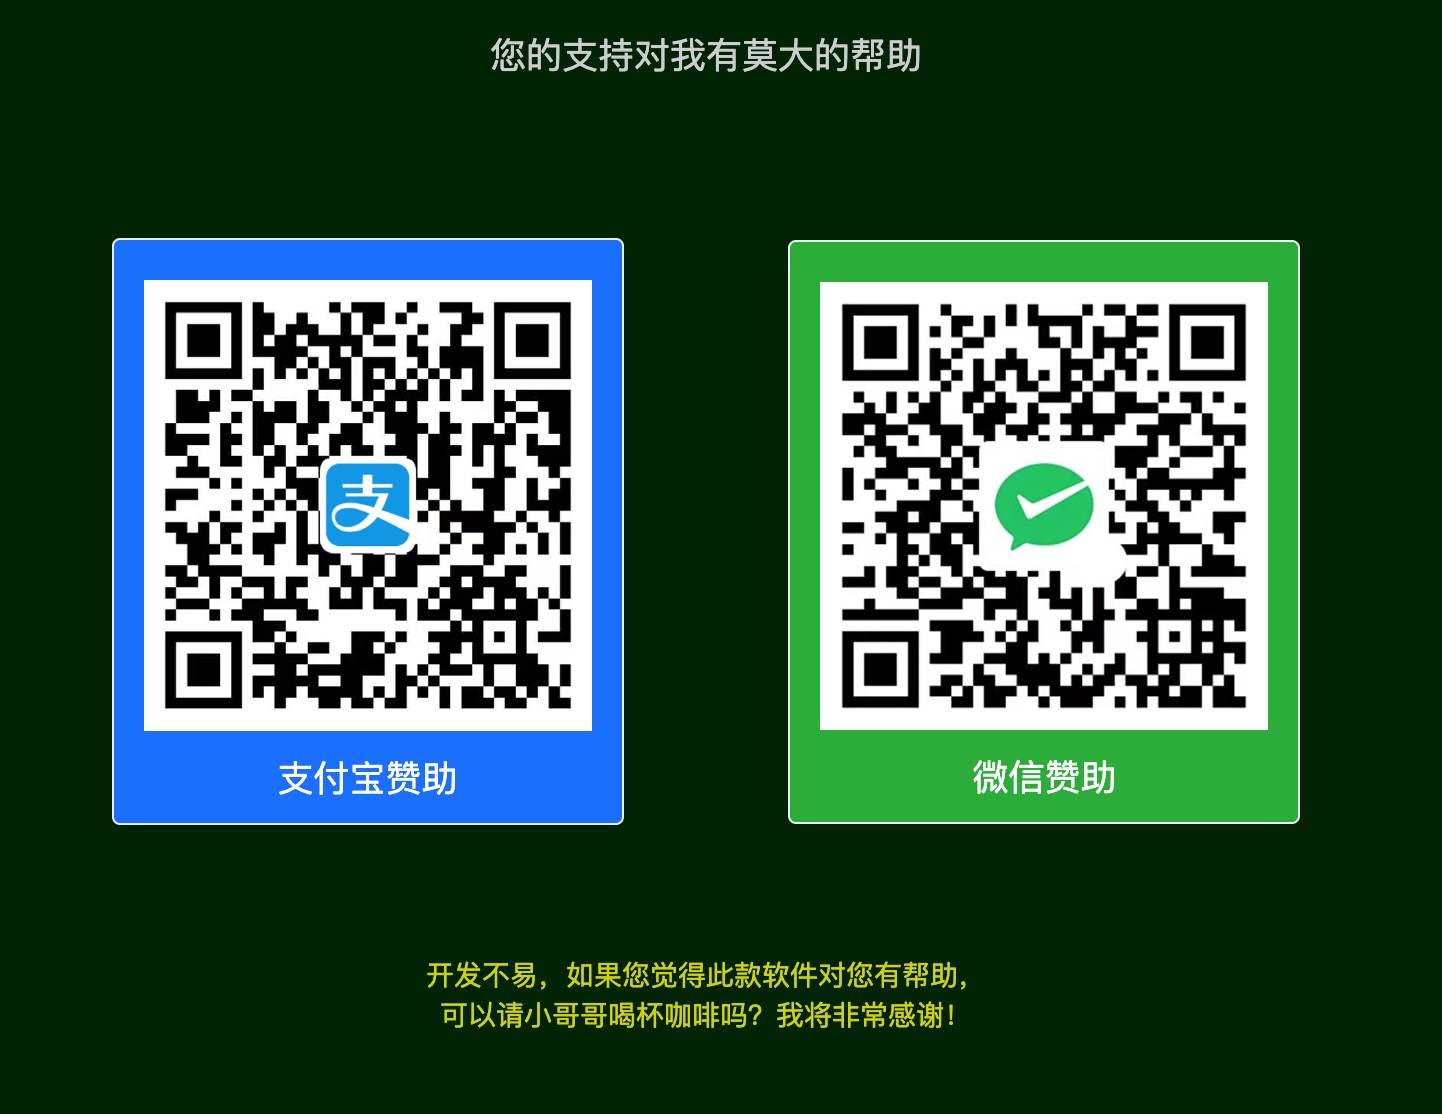 您的支持对我有莫大的帮助
支
支付宝赞助
微信赞助
开发不易，如果您觉得此款软件对您有帮助，
可以请小哥哥喝杯咖啡吗？我将非常感谢！